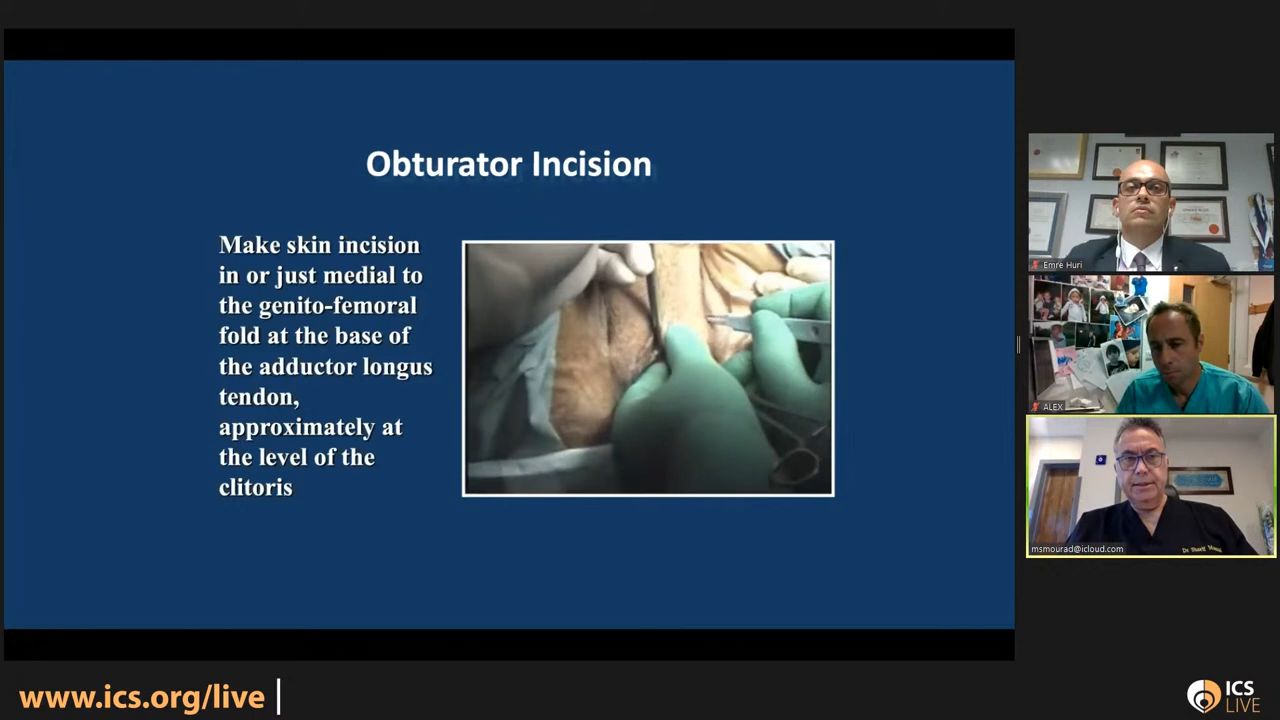 Obturator Incision
Make skin incision
in or just medial to
the genito-femoral
fold at the base of
the adductor longus
tendon,
approximately at
the level of the
clitoris
Emre Huri
ALEX
msmourad@icloud.com
www.ics.org/live
ICS
LIVE